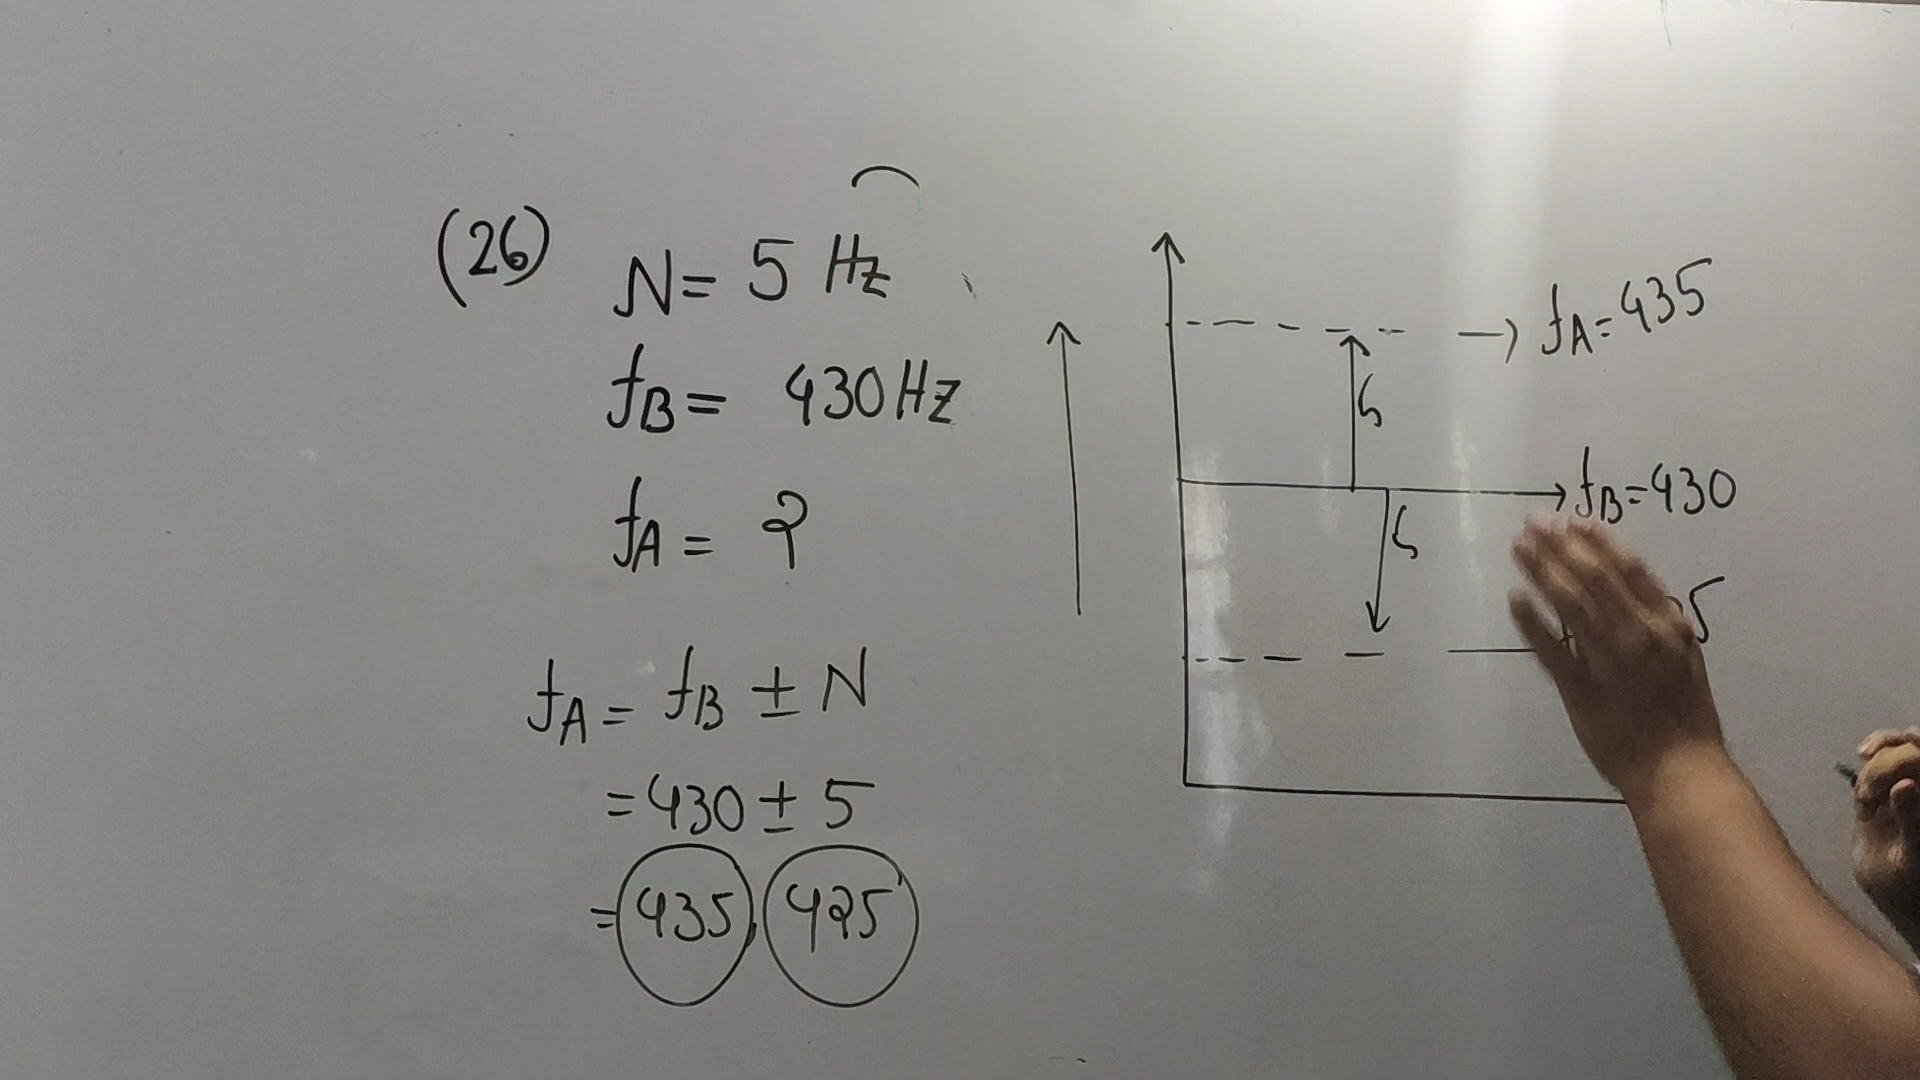 (26) N = 5 Hz
fB = 430 Hz
fA = ?
fA = fB ± N
= 430 ± 5
= 435, 425
fA = 435
5
fB = 430
5